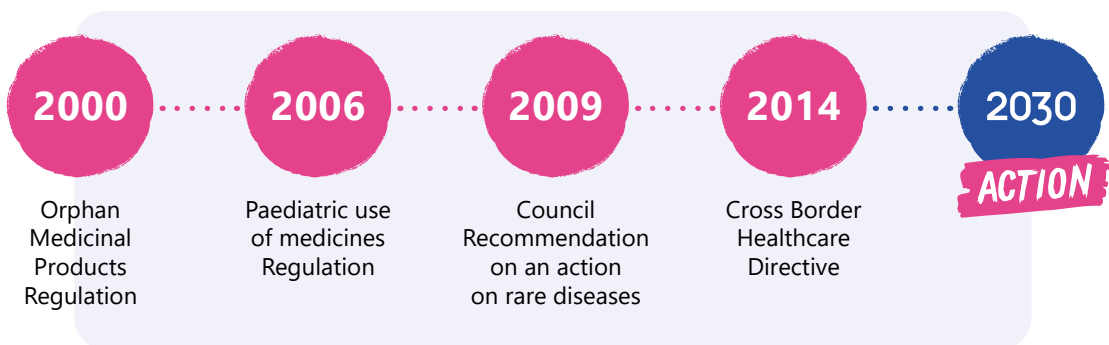 2000
2006
2009
2014
2030
ACTION
Orphan
Medicinal
Products
Regulation
Paediatric use
of medicines
Regulation
Council
Recommendation
on an action
on rare diseases
Cross Border
Healthcare
Directive